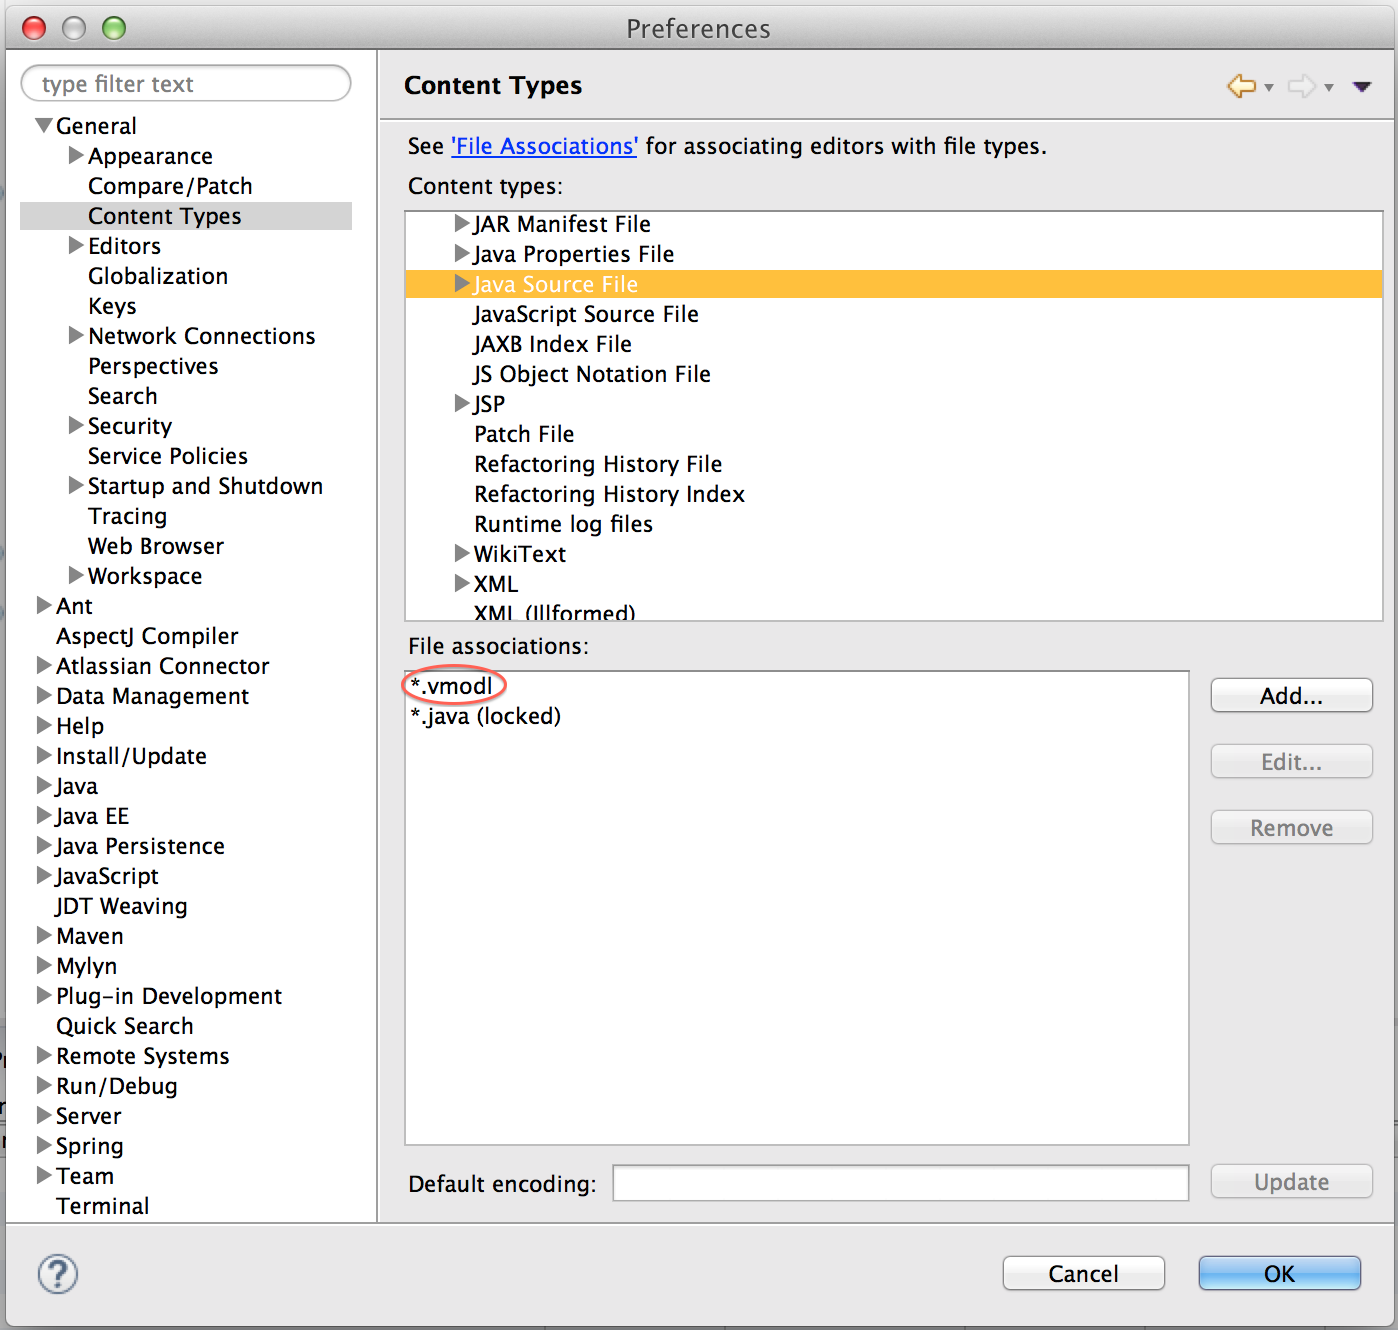 Preferences
type filter text
General
Appearance
Compare/Patch
Content Types
Editors
Globalization
Keys
Network Connections
Perspectives
Search
Security
Service Policies
Startup and Shutdown
Tracing
Web Browser
Workspace
Ant
AspectJ Compiler
Atlassian Connector
Data Management
Help
Install/Update
Java
Java EE
Java Persistence
JavaScript
JDT Weaving
Maven
Mylyn
Plug-in Development
Quick Search
Remote Systems
Run/Debug
Server
Spring
Team
Terminal
Content Types
See 'File Associations' for associating editors with file types.
Content types:
JAR Manifest File
Java Properties File
Java Source File
JavaScript Source File
JAXB Index File
JS Object Notation File
JSP
Patch File
Refactoring History File
Refactoring History Index
Runtime log files
WikiText
XML
XML (Illformed)
File associations:
*.vmodl
*.java (locked)
Add...
Edit...
Remove
Default encoding:
Update
?
Cancel
OK